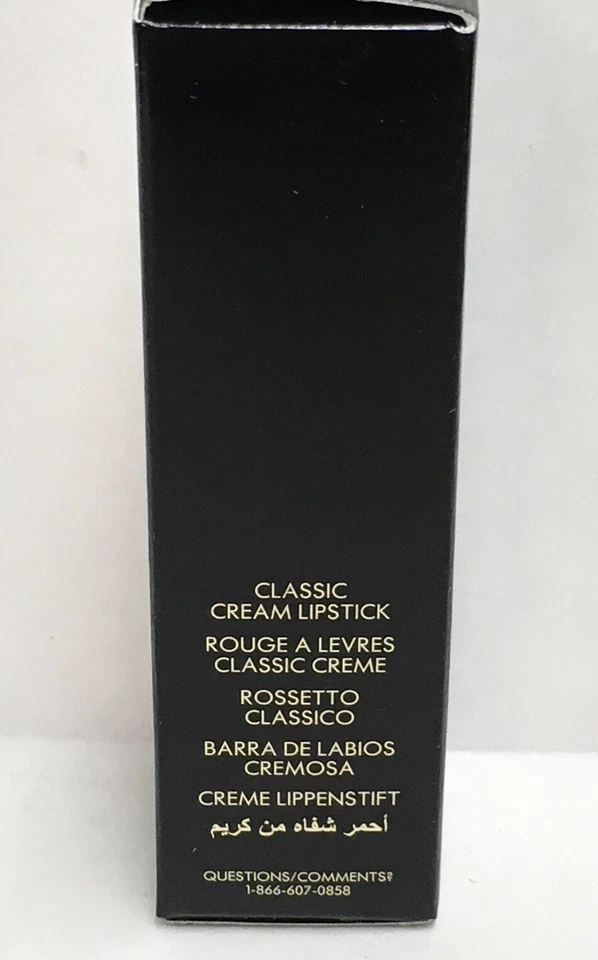 CLASSIC
CREAM LIPSTICK
ROUGE A LEVRES
CLASSIC CREME
ROSSETTO
CLASSICO
BARRA DE LABIOS
CREMOSA
CREME LIPPENSTIFT
أحمر شفاه من كريم
QUESTIONS/COMMENTS?
1-866-607-0858